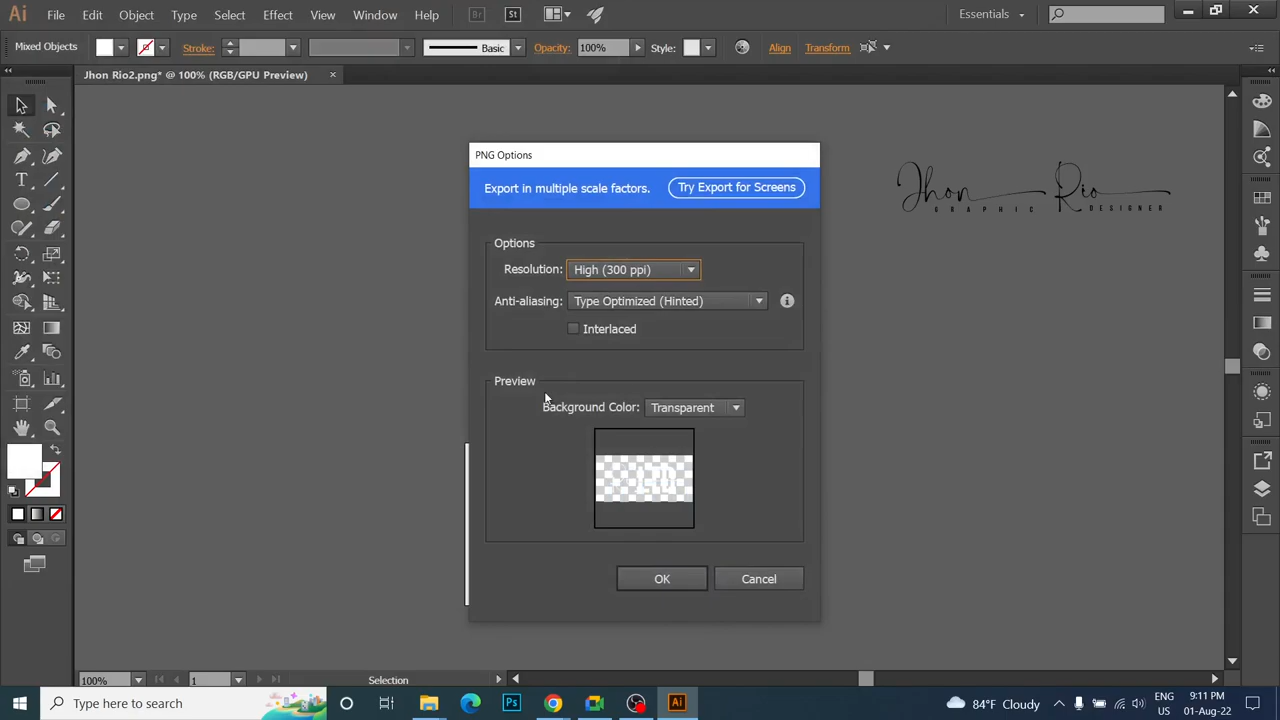 Ai File Edit Object Type Select Effect View Window Help Br St Essentials
Mixed Objects Stroke: Basic Opacity: 100% Style: Align Transform
Jhon Rio2.png* @ 100% (RGB/GPU Preview)
PNG Options
Export in multiple scale factors. Try Export for Screens
Jhon Rio
GRAPHIC DESIGNER
Options
Resolution: High (300 ppi)
Anti-aliasing: Type Optimized (Hinted)
Interlaced
Preview
Background Color: Transparent
OK Cancel
100% 1 Selection
Type here to search Ps Ai 84°F Cloudy ENG 9:11 PM
US 01-Aug-22